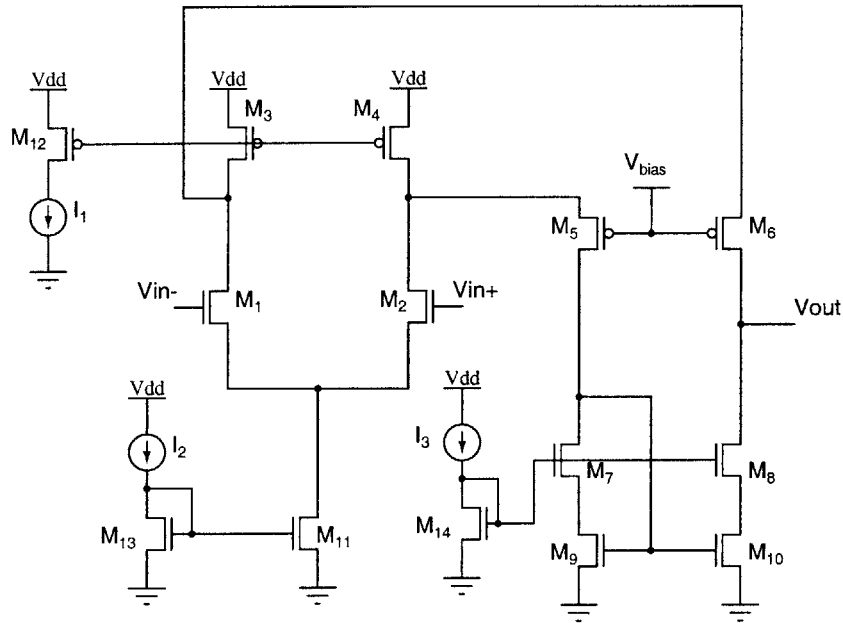 Vdd
Vdd
Vdd
M3
M4
M12
Vbias
I1
M5
M6
Vin-
M1
M2
Vin+
Vout
Vdd
Vdd
I2
I3
M7
M8
M13
M11
M14
M9
M10